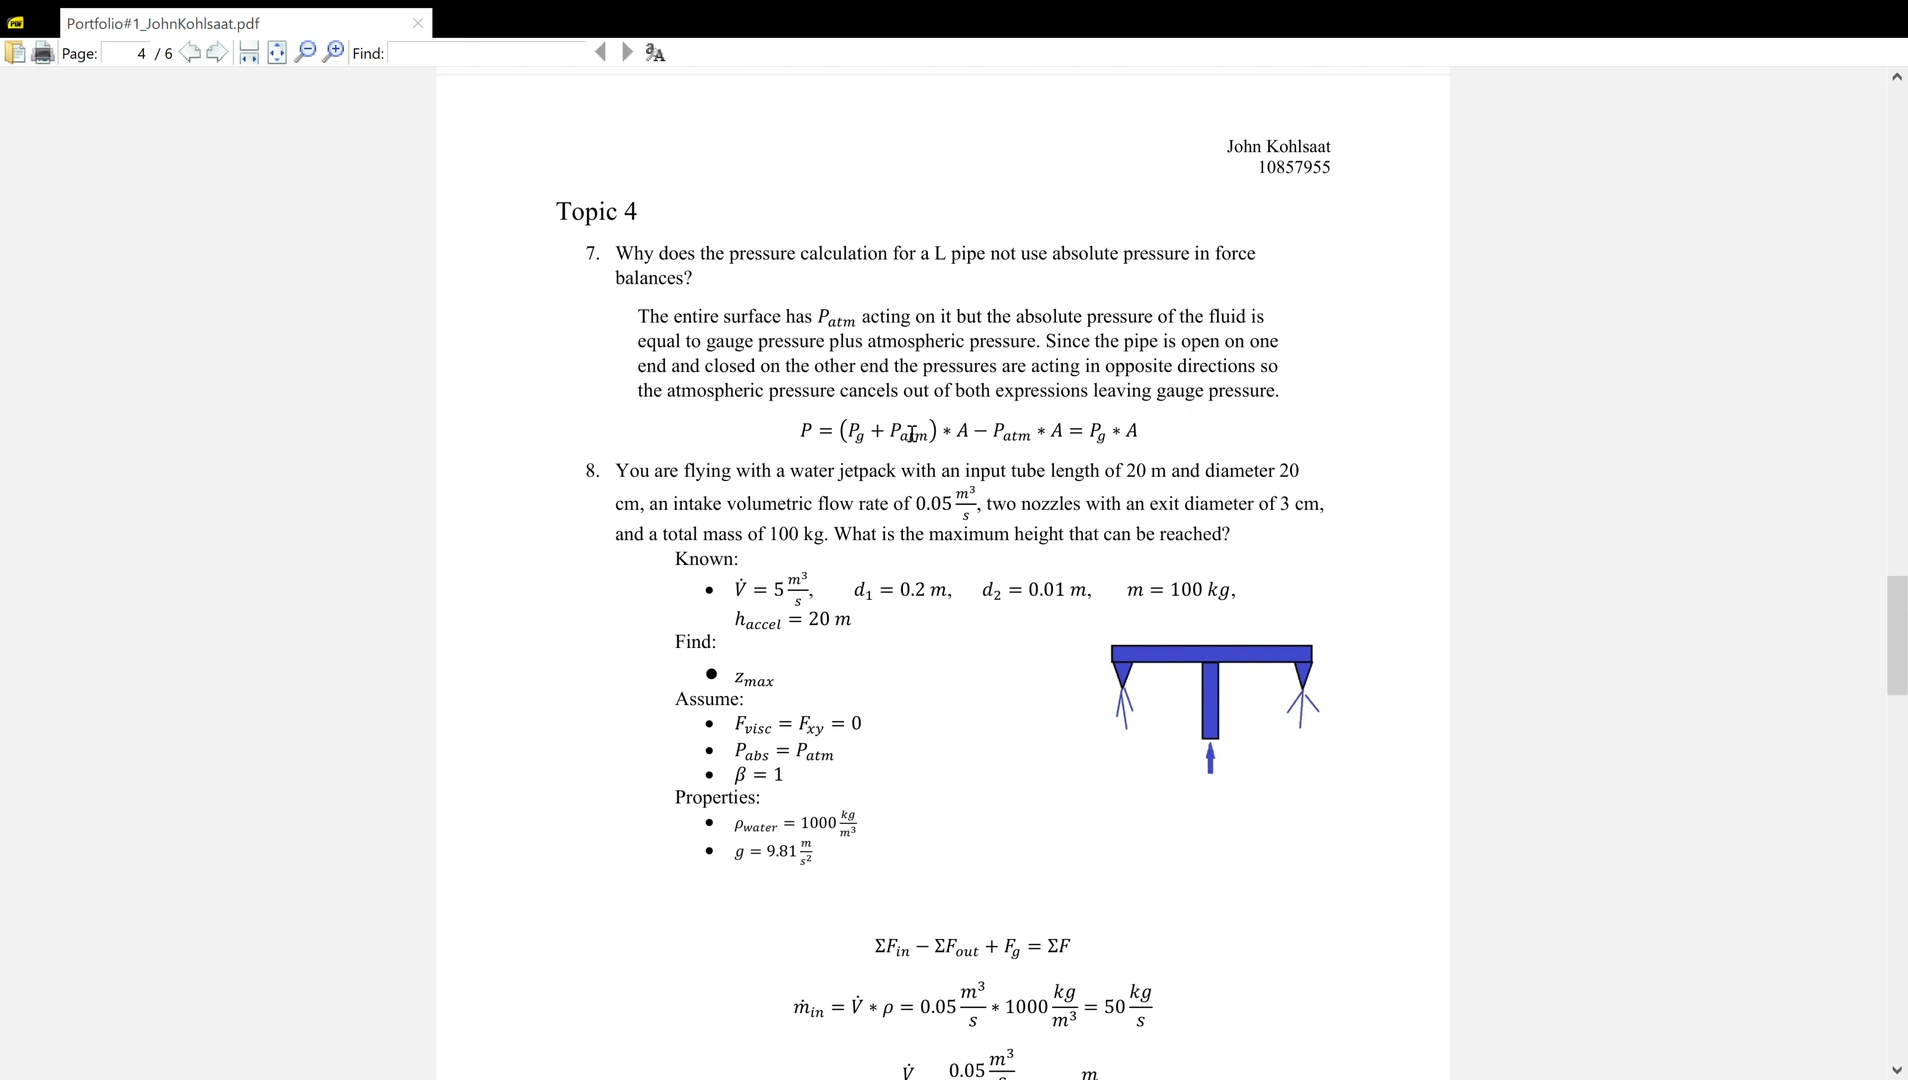 Portfolio#1_JohnKohlsaat.pdf
Page: 4 / 6 Find:
John Kohlsaat
10857955
Topic 4
7. Why does the pressure calculation for a L pipe not use absolute pressure in force
balances?
The entire surface has P_atm acting on it but the absolute pressure of the fluid is
equal to gauge pressure plus atmospheric pressure. Since the pipe is open on one
end and closed on the other end the pressures are acting in opposite directions so
the atmospheric pressure cancels out of both expressions leaving gauge pressure.
P = (P_g + P_atm) * A − P_atm * A = P_g * A
8. You are flying with a water jetpack with an input tube length of 20 m and diameter 20
cm, an intake volumetric flow rate of 0.05 m³/s, two nozzles with an exit diameter of 3 cm,
and a total mass of 100 kg. What is the maximum height that can be reached?
Known:
• V̇ = 5 m³/s, d₁ = 0.2 m, d₂ = 0.01 m, m = 100 kg,
h_accel = 20 m
Find:
• z_max
Assume:
• F_visc = F_xy = 0
• P_abs = P_atm
• β = 1
Properties:
• ρ_water = 1000 kg/m³
• g = 9.81 m/s²
ΣF_in − ΣF_out + F_g = ΣF
ṁ_in = V̇ * ρ = 0.05 m³/s * 1000 kg/m³ = 50 kg/s
V̇ 0.05 m³ m